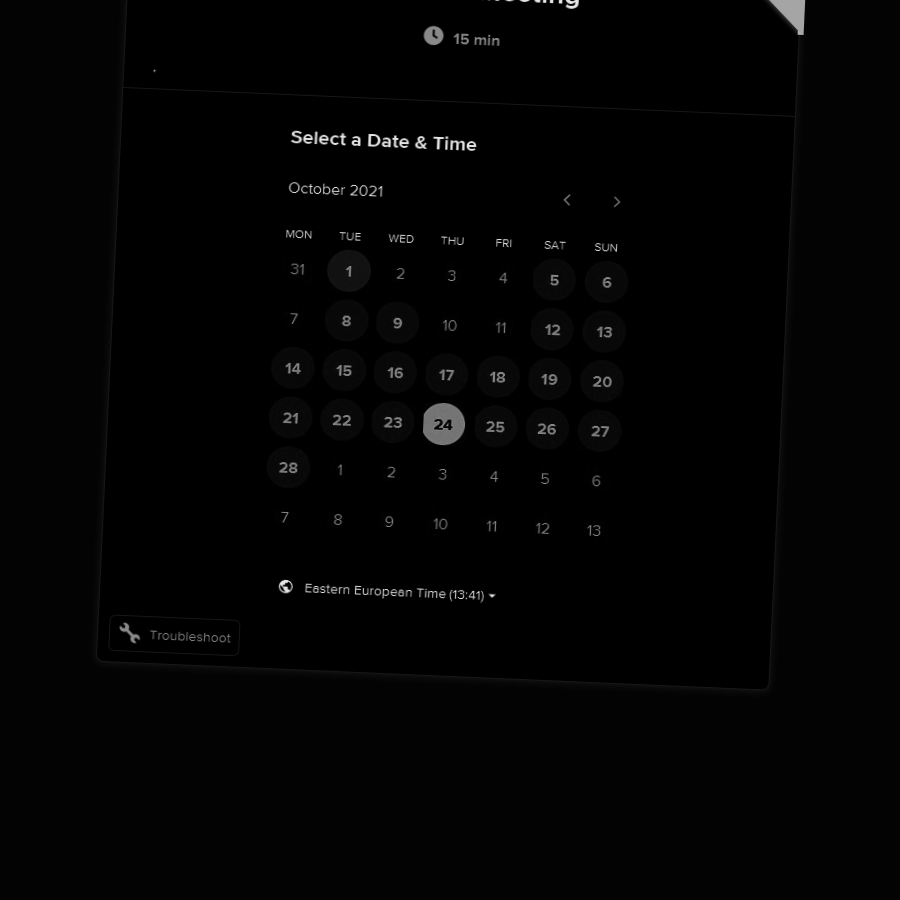 15 min
Select a Date & Time
October 2021
MON TUE WED THU FRI SAT SUN
31 1 2 3 4 5 6
7 8 9 10 11 12 13
14 15 16 17 18 19 20
21 22 23 24 25 26 27
28 1 2 3 4 5 6
7 8 9 10 11 12 13
Eastern European Time (13:41)
Troubleshoot